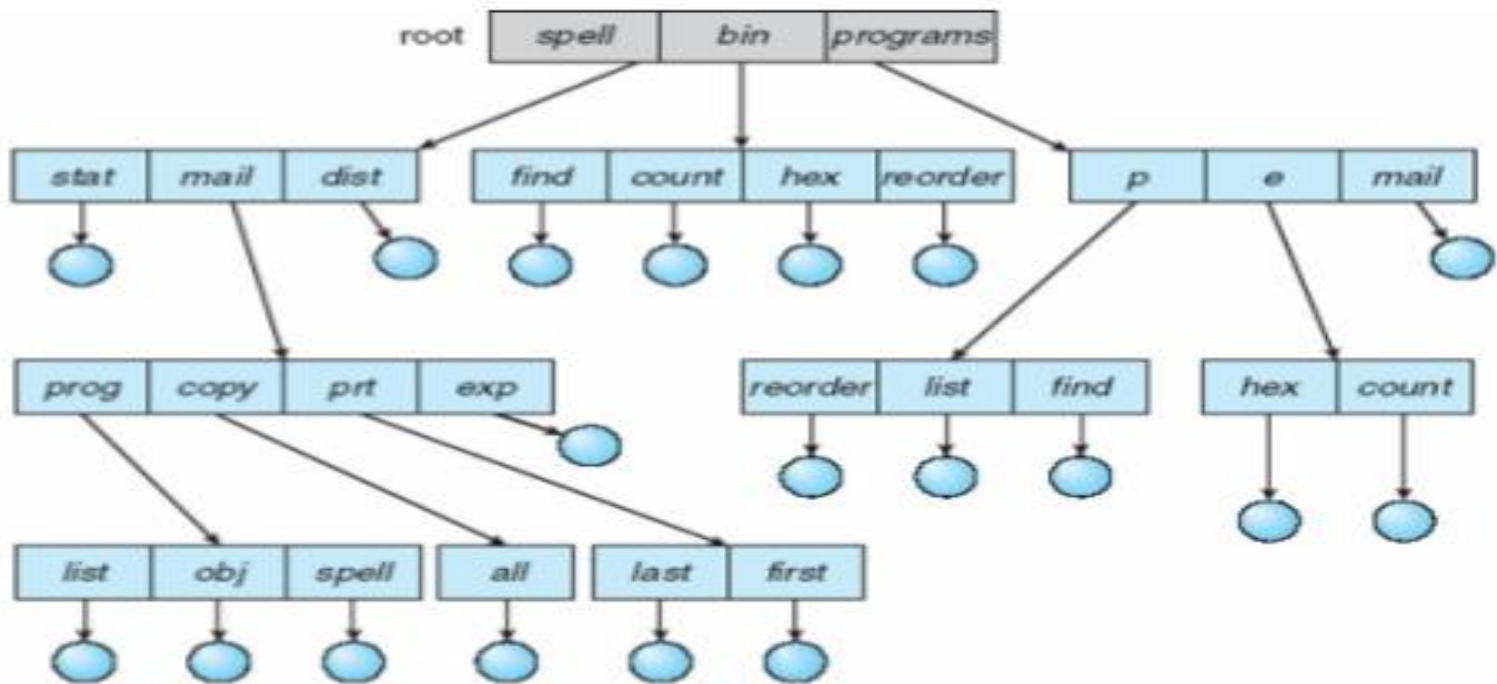 root spell bin programs
stat mail dist find count hex reorder p e mail
prog copy prt exp reorder list find hex count
list obj spell all last first